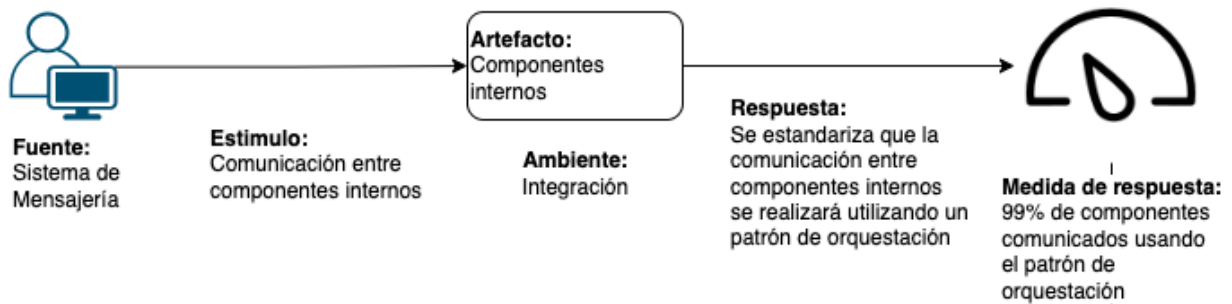 Fuente:
Sistema de
Mensajería
Estimulo:
Comunicación entre
componentes internos
Artefacto:
Componentes
internos
Ambiente:
Integración
Respuesta:
Se estandariza que la
comunicación entre
componentes internos
se realizará utilizando un
patrón de orquestación
Medida de respuesta:
99% de componentes
comunicados usando
el patrón de
orquestación